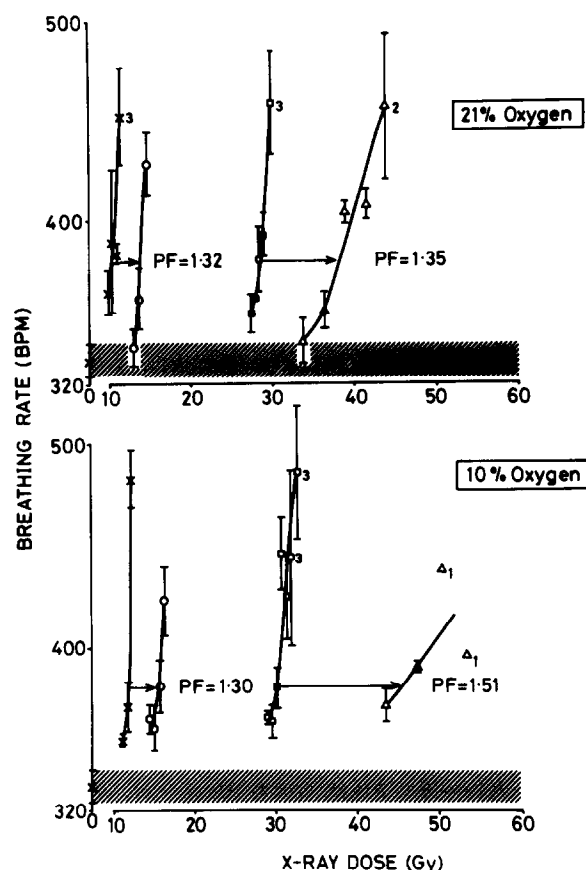 500
3
2
21% Oxygen
3
400
PF=1·32
PF=1·35
320
0 10 20 30 40 50 60
BREATHING RATE (BPM)
500
3
10% Oxygen
3
1
400
1
PF=1·30
PF=1·51
320
0 10 20 30 40 50 60
X-RAY DOSE (Gy)